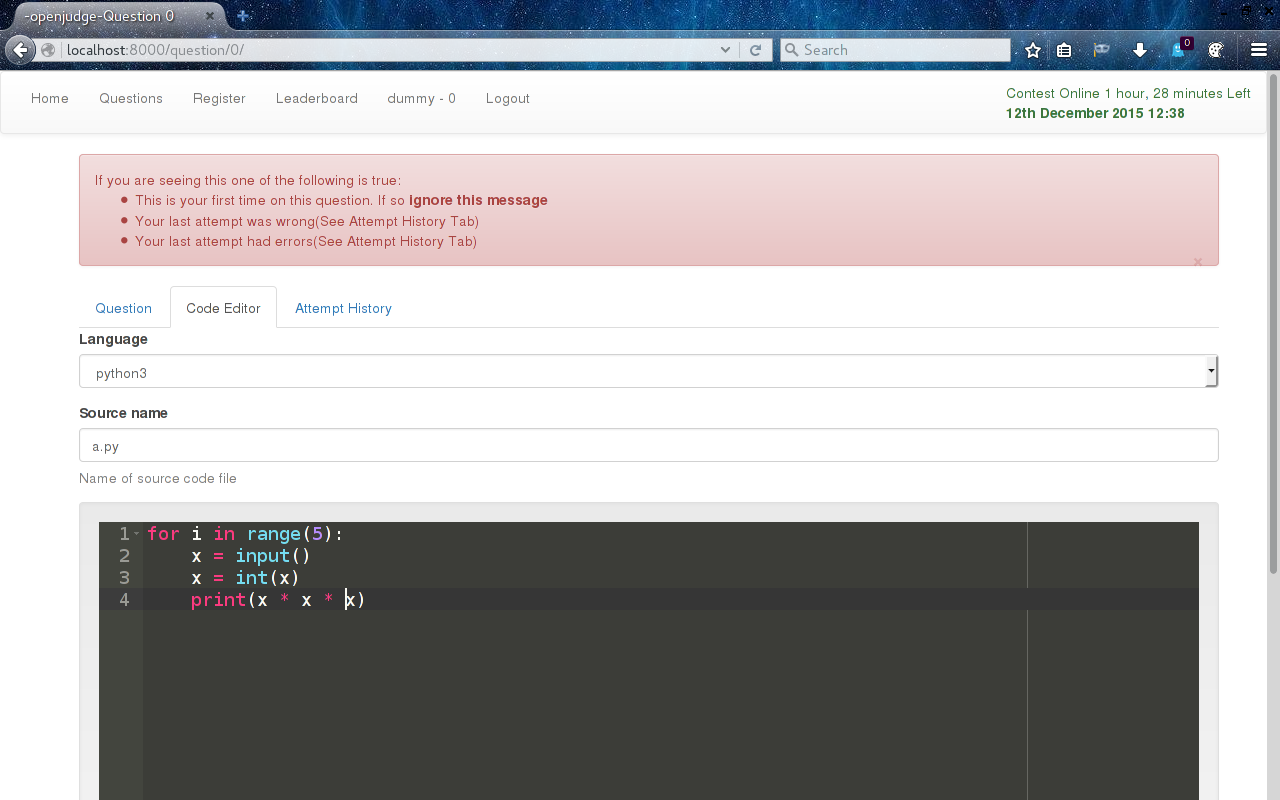 -openjudge-Question 0
localhost:8000/question/0/
Search
0
Home Questions Register Leaderboard dummy - 0 Logout
Contest Online 1 hour, 28 minutes Left
12th December 2015 12:38
If you are seeing this one of the following is true:
This is your first time on this question. If so ignore this message
Your last attempt was wrong(See Attempt History Tab)
Your last attempt had errors(See Attempt History Tab)
×
Question Code Editor Attempt History
Language
python3
Source name
a.py
Name of source code file
1 for i in range(5):
2     x = input()
3     x = int(x)
4     print(x * x * x)